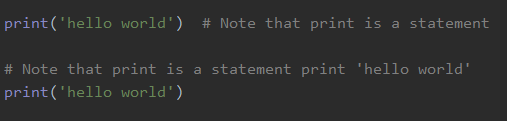 print('hello world')  # Note that print is a statement
# Note that print is a statement print 'hello world'
print('hello world')